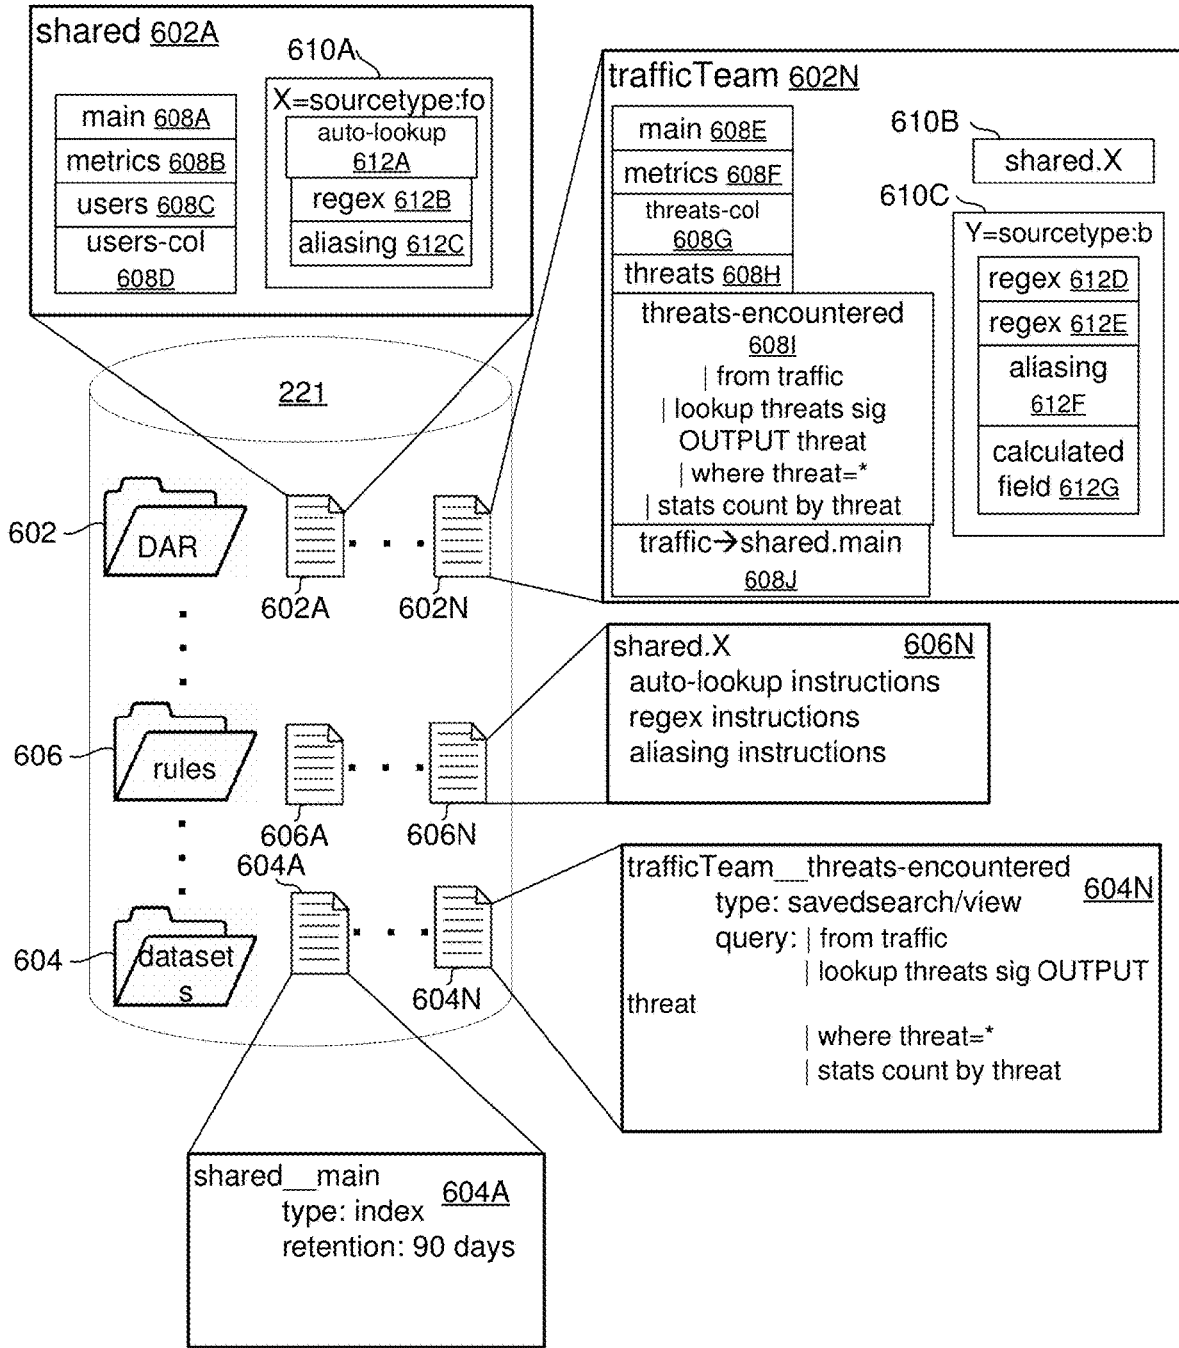 shared 602A
610A
X=sourcetype:fo
auto-lookup
612A
regex 612B
aliasing 612C
main 608A
metrics 608B
users 608C
users-col
608D
trafficTeam 602N
main 608E
metrics 608F
threats-col
608G
threats 608H
threats-encountered
608I
| from traffic
| lookup threats sig
OUTPUT threat
| where threat=*
| stats count by threat
traffic→shared.main
608J
610B
shared.X
610C
Y=sourcetype:b
regex 612D
regex 612E
aliasing
612F
calculated
field 612G
221
602
DAR
602A
602N
606
rules
606A
606N
shared.X 606N
auto-lookup instructions
regex instructions
aliasing instructions
604
dataset
s
604A
604N
trafficTeam__threats-encountered
604N
type: savedsearch/view
query: | from traffic
| lookup threats sig OUTPUT
threat
| where threat=*
| stats count by threat
shared__main
604A
type: index
retention: 90 days